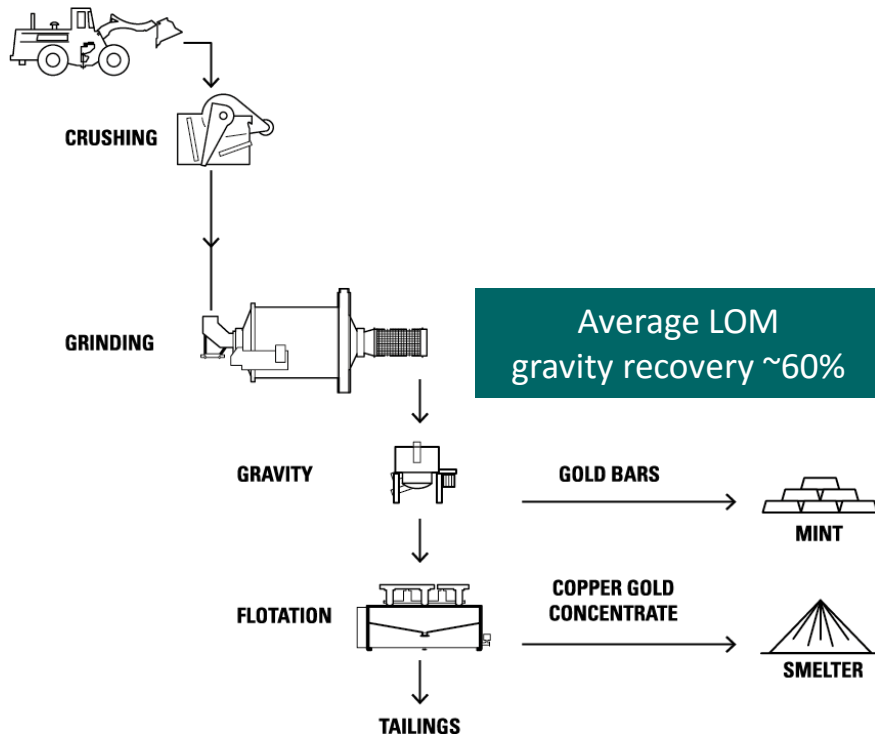 CRUSHING
GRINDING
Average LOM
gravity recovery ~60%
GRAVITY
GOLD BARS
MINT
FLOTATION
COPPER GOLD
CONCENTRATE
SMELTER
TAILINGS